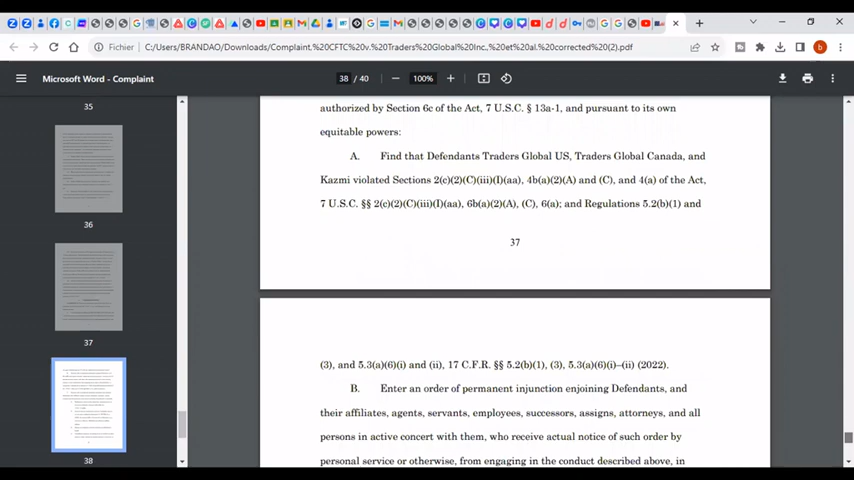 Fichier
C:/Users/BRANDAO/Downloads/Complaint,%20CFTC%20v.%20Traders%20Global%20Inc,%20et%20al.%20corrected%20(2).pdf
b
Microsoft Word - Complaint
38 / 40
100%
35
36
37
38
authorized by Section 6c of the Act, 7 U.S.C. § 13a-1, and pursuant to its own
equitable powers:
A. Find that Defendants Traders Global US, Traders Global Canada, and
Kazmi violated Sections 2(c)(2)(C)(iii)(I)(aa), 4b(a)(2)(A) and (C), and 4(a) of the Act,
7 U.S.C. §§ 2(c)(2)(C)(iii)(I)(aa), 6b(a)(2)(A), (C), 6(a); and Regulations 5.2(b)(1) and
37
(3), and 5.3(a)(6)(i) and (ii), 17 C.F.R. §§ 5.2(b)(1), (3), 5.3(a)(6)(i)–(ii) (2022).
B. Enter an order of permanent injunction enjoining Defendants, and
their affiliates, agents, servants, employees, successors, assigns, attorneys, and all
persons in active concert with them, who receive actual notice of such order by
personal service or otherwise, from engaging in the conduct described above, in